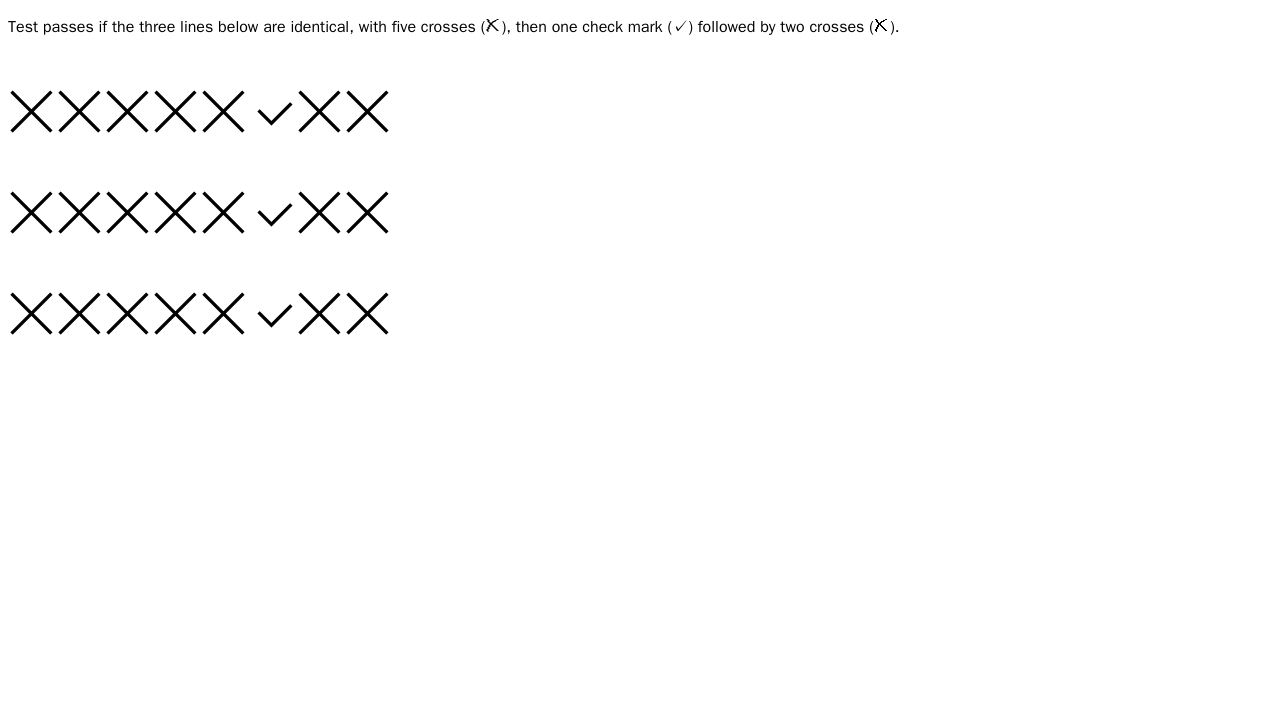 Test passes if the three lines below are identical, with five crosses (✗), then one check mark (✓) followed by two crosses (✗).
╳╳╳╳╳✓╳╳
╳╳╳╳╳✓╳╳
╳╳╳╳╳✓╳╳